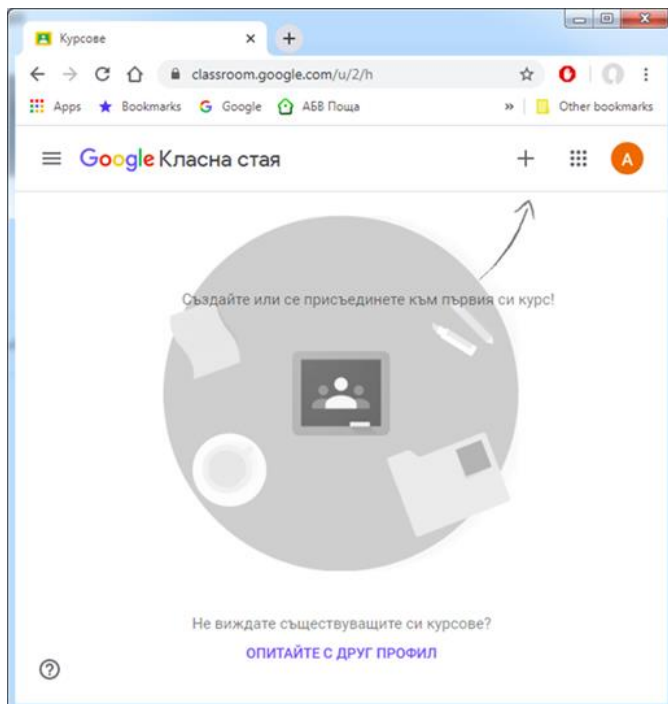 Курсове
classroom.google.com/u/2/h
Apps Bookmarks Google АБВ Поща » Other bookmarks
Google Класна стая
A
Създайте или се присъединете към първия си курс!
Не виждате съществуващите си курсове?
ОПИТАЙТЕ С ДРУГ ПРОФИЛ